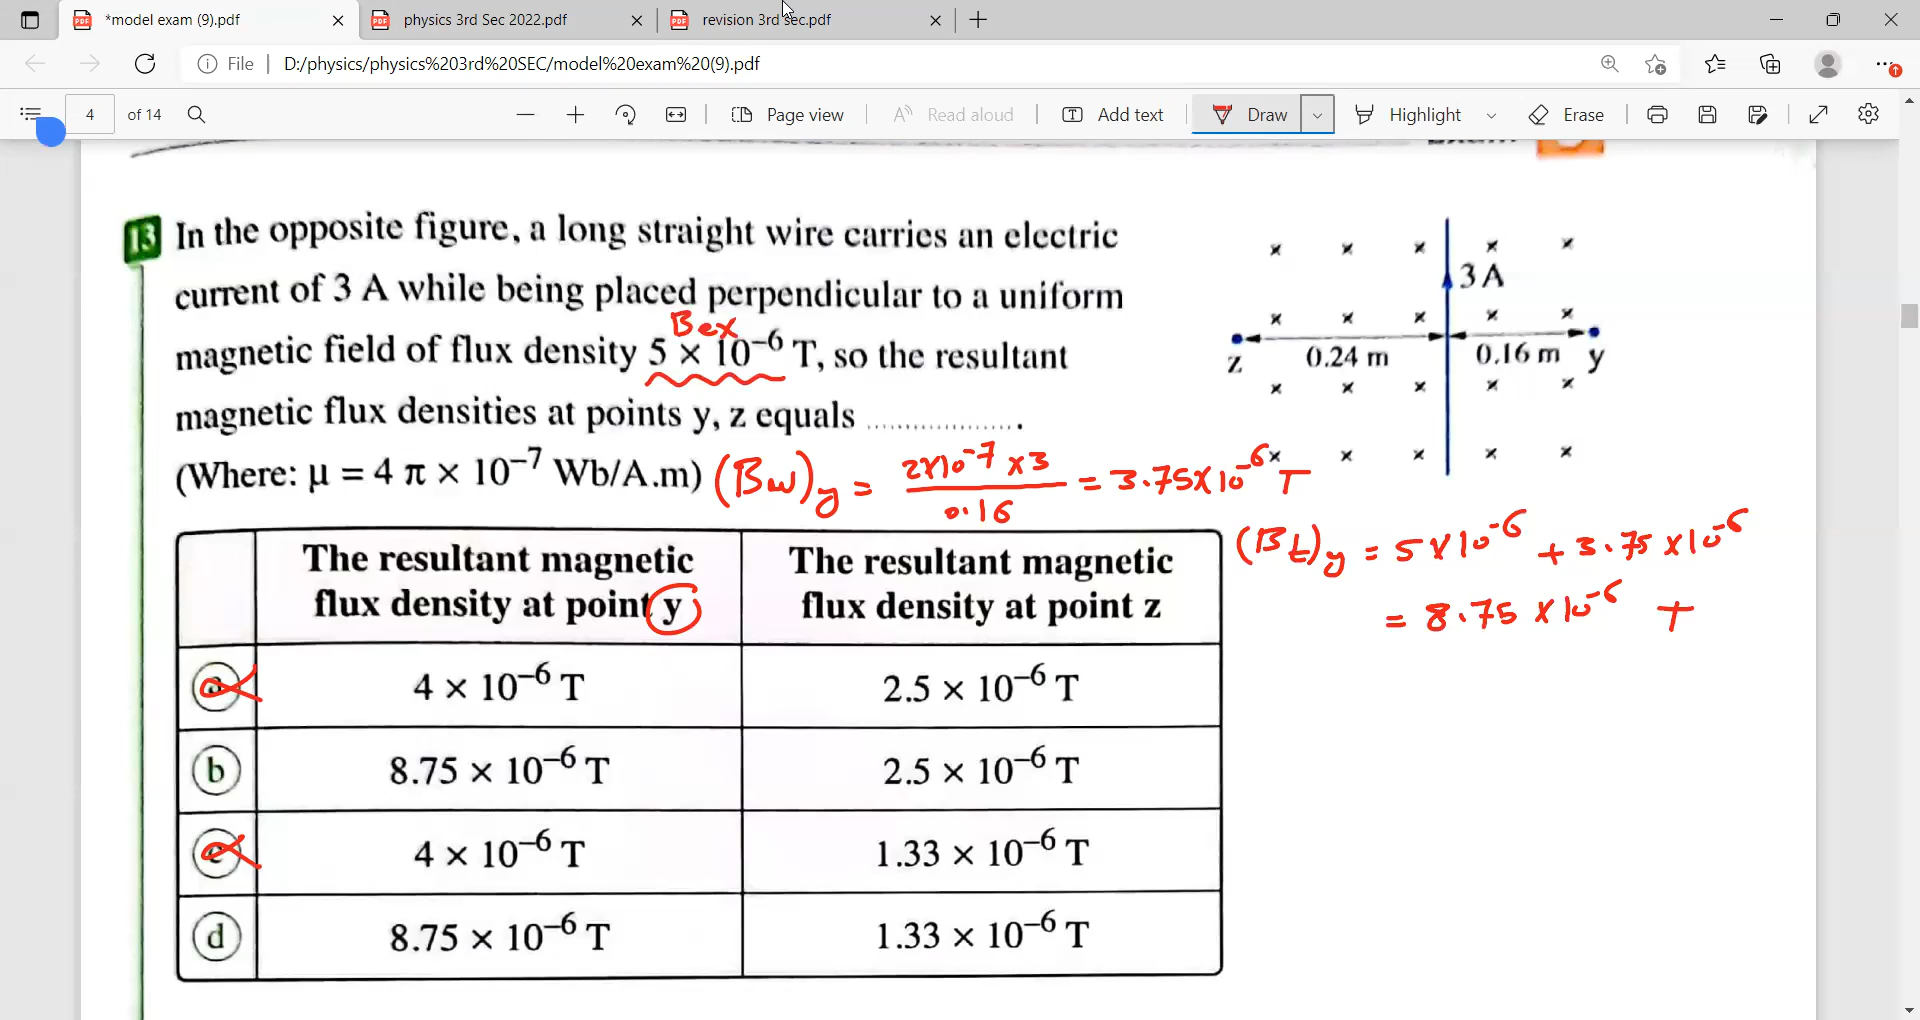 *model exam (9).pdf
physics 3rd Sec 2022.pdf
revision 3rd sec.pdf
File
D:/physics/physics%203rd%20SEC/model%20exam%20(9).pdf
4 of 14
Page view
Read aloud
Add text
Draw
Highlight
Erase
13 In the opposite figure, a long straight wire carries an electric
current of 3 A while being placed perpendicular to a uniform
Bex
magnetic field of flux density 5 × 10⁻⁶ T, so the resultant
magnetic flux densities at points y, z equals ....................
(Where: μ = 4 π × 10⁻⁷ Wb/A.m)
3 A
0.24 m
0.16 m
z
y
(Bw)y = 2×10⁻⁷ × 3 / 0.16 = 3.75×10⁻⁶ T
(Bt)y = 5×10⁻⁶ + 3.75×10⁻⁶
= 8.75 × 10⁻⁶ T
The resultant magnetic flux density at point y
The resultant magnetic flux density at point z
a 4 × 10⁻⁶ T 2.5 × 10⁻⁶ T
b 8.75 × 10⁻⁶ T 2.5 × 10⁻⁶ T
c 4 × 10⁻⁶ T 1.33 × 10⁻⁶ T
d 8.75 × 10⁻⁶ T 1.33 × 10⁻⁶ T